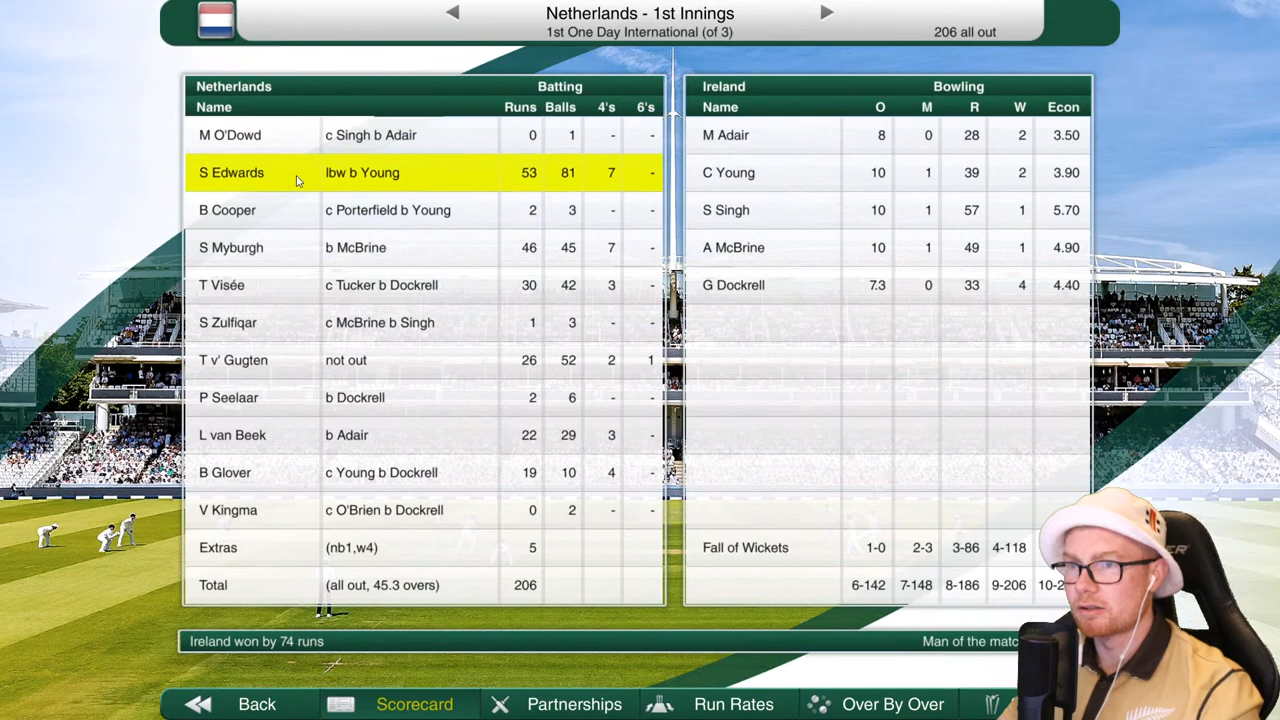 Netherlands - 1st Innings
1st One Day International (of 3)
206 all out
Netherlands Batting
Name Runs Balls 4's 6's
M O'Dowd c Singh b Adair 0 1 - -
S Edwards lbw b Young 53 81 7 -
B Cooper c Porterfield b Young 2 3 - -
S Myburgh b McBrine 46 45 7 -
T Visée c Tucker b Dockrell 30 42 3 -
S Zulfiqar c McBrine b Singh 1 3 - -
T v' Gugten not out 26 52 2 1
P Seelaar b Dockrell 2 6 - -
L van Beek b Adair 22 29 3 -
B Glover c Young b Dockrell 19 10 4 -
V Kingma c O'Brien b Dockrell 0 2 - -
Extras (nb1,w4) 5
Total (all out, 45.3 overs) 206
Ireland Bowling
Name O M R W Econ
M Adair 8 0 28 2 3.50
C Young 10 1 39 2 3.90
S Singh 10 1 57 1 5.70
A McBrine 10 1 49 1 4.90
G Dockrell 7.3 0 33 4 4.40
Fall of Wickets 1-0 2-3 3-86 4-118
6-142 7-148 8-186 9-206
Ireland won by 74 runs
Man of the
Back Scorecard Partnerships Run Rates Over By Over